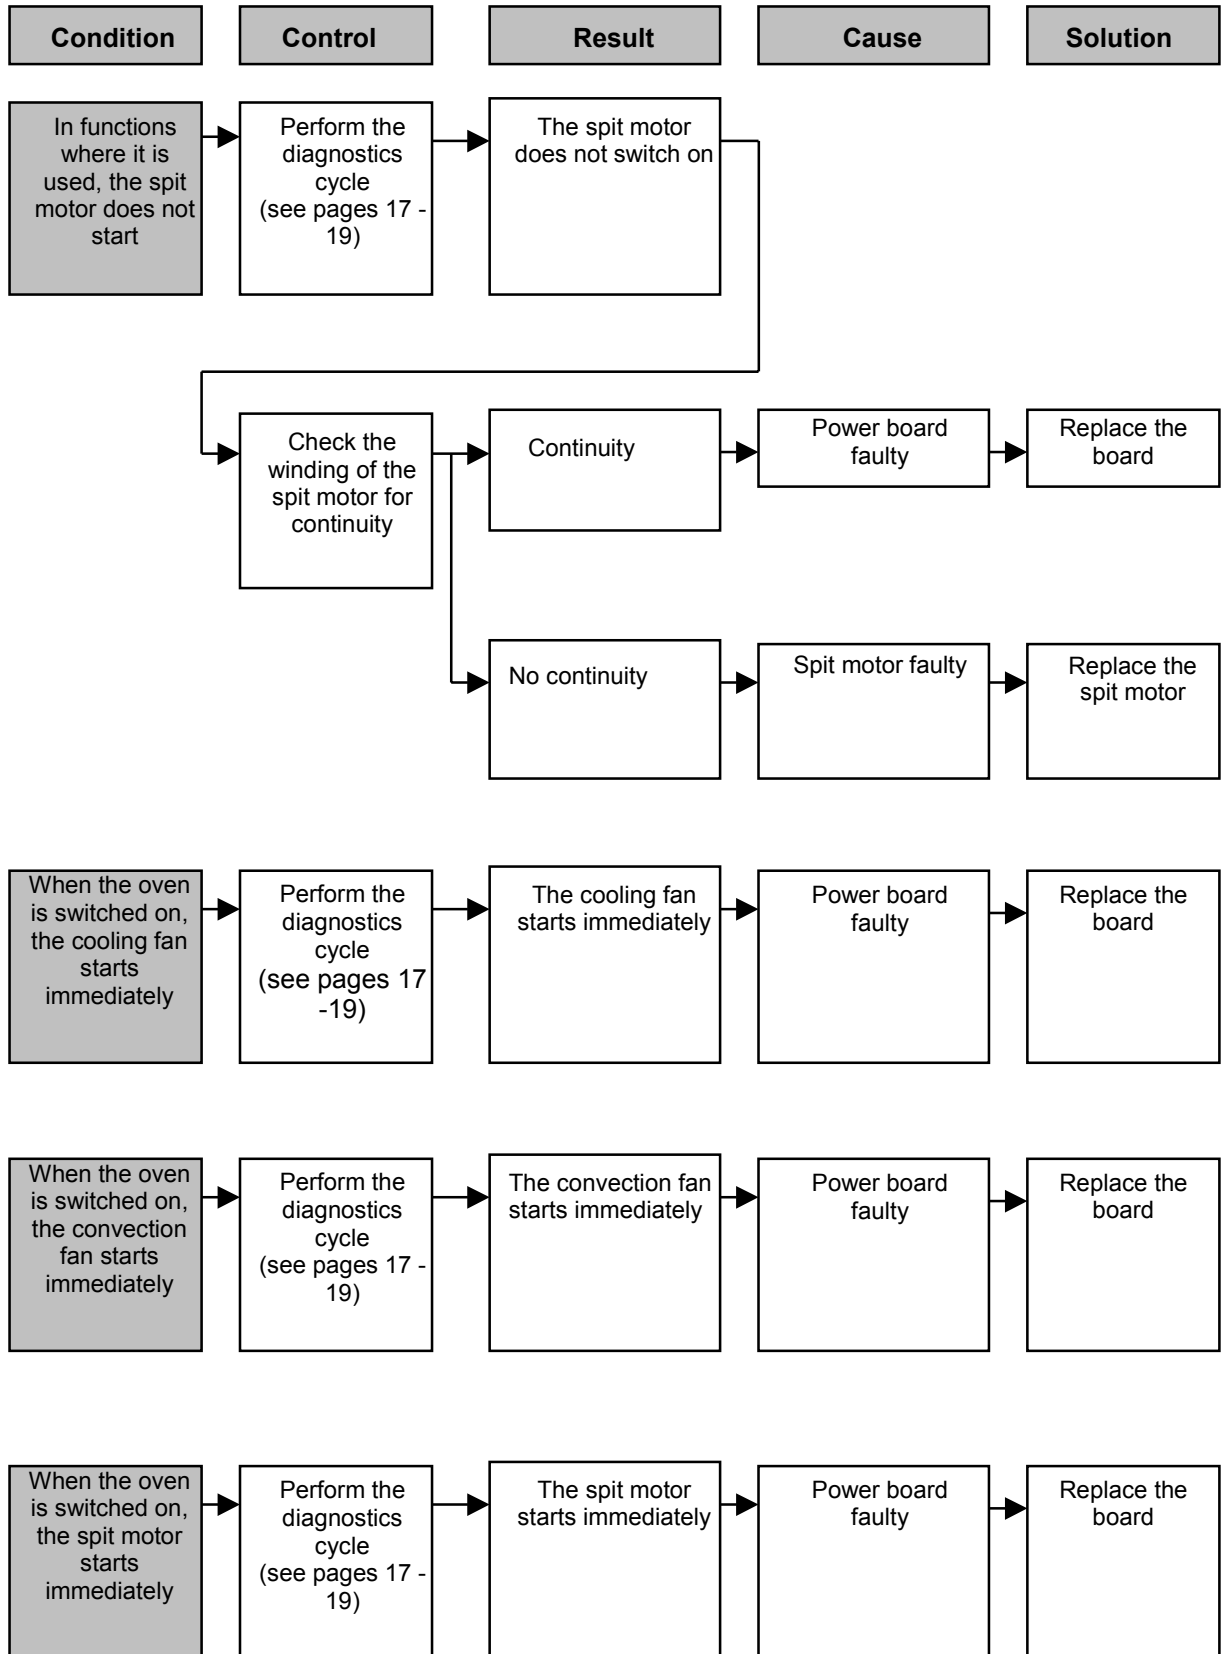 Condition
Control
Result
Cause
Solution
In functions
where it is
used, the spit
motor does not
start
Perform the
diagnostics
cycle
(see pages 17 -
19)
The spit motor
does not switch on
Check the
winding of the
spit motor for
continuity
Continuity
Power board
faulty
Replace the
board
No continuity
Spit motor faulty
Replace the
spit motor
When the oven
is switched on,
the cooling fan
starts
immediately
Perform the
diagnostics
cycle
(see pages 17
-19)
The cooling fan
starts immediately
Power board
faulty
Replace the
board
When the oven
is switched on,
the convection
fan starts
immediately
Perform the
diagnostics
cycle
(see pages 17 -
19)
The convection fan
starts immediately
Power board
faulty
Replace the
board
When the oven
is switched on,
the spit motor
starts
immediately
Perform the
diagnostics
cycle
(see pages 17 -
19)
The spit motor
starts immediately
Power board
faulty
Replace the
board